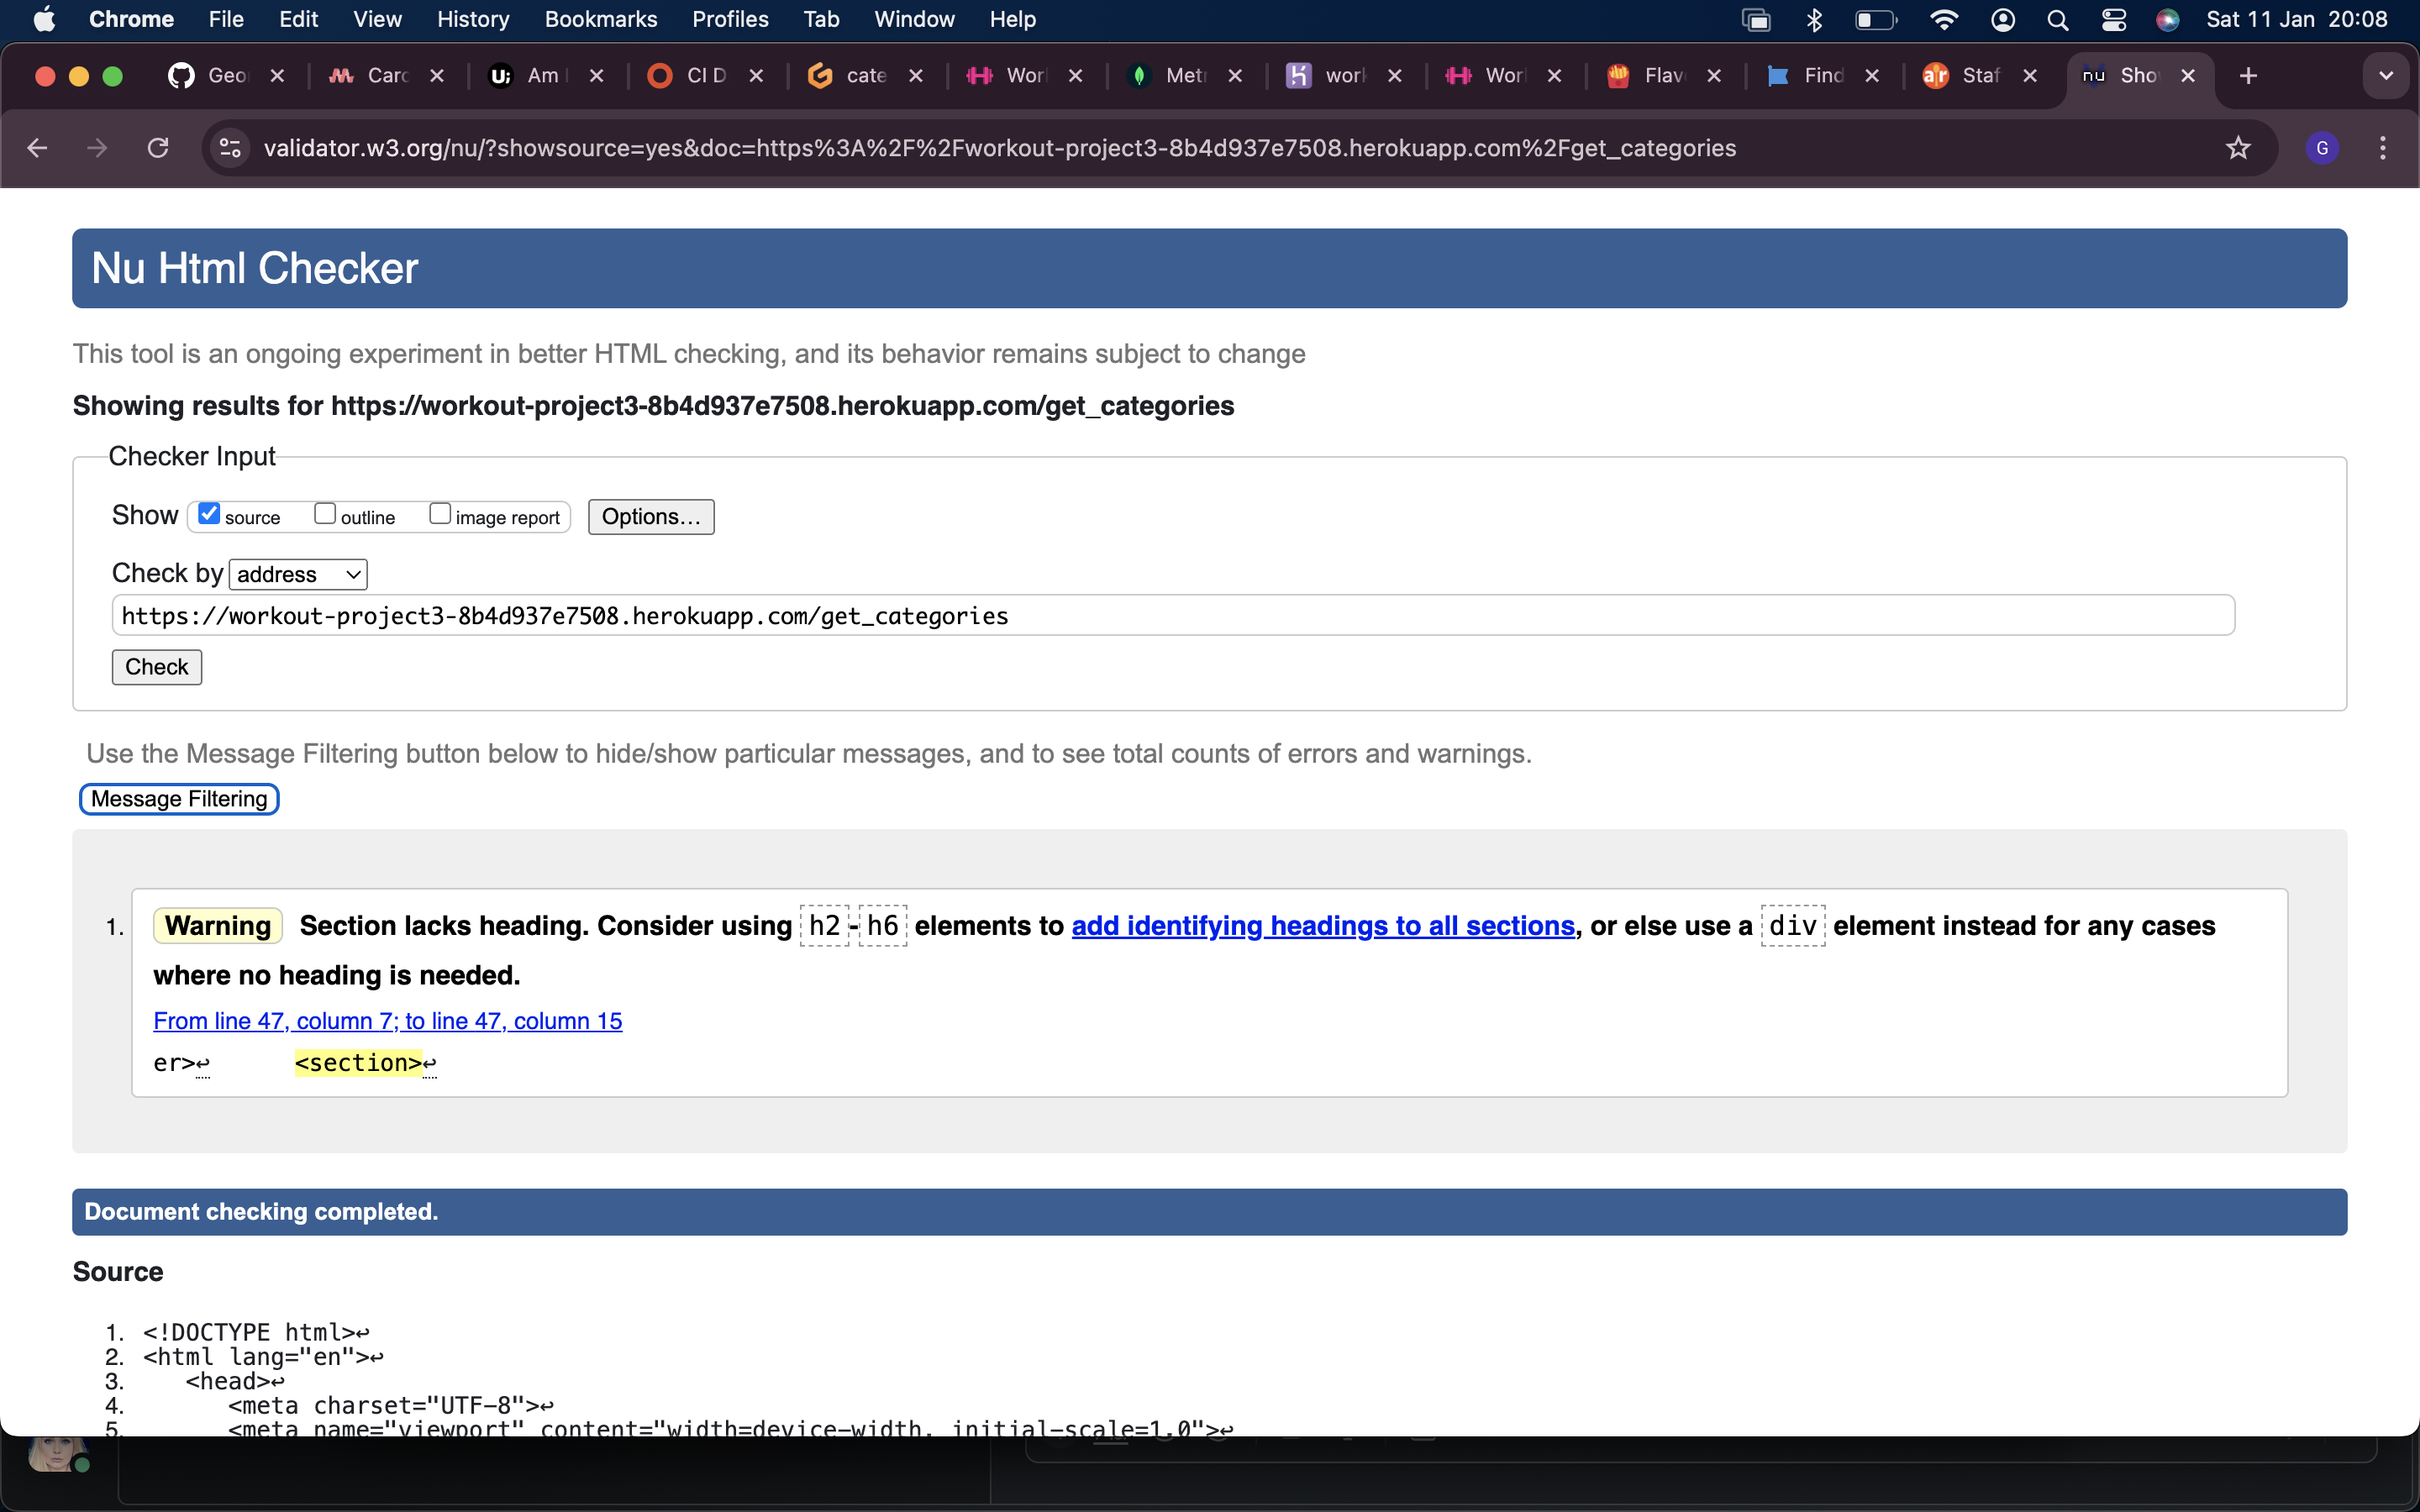 Chrome File Edit View History Bookmarks Profiles Tab Window Help Sat 11 Jan 20:08
Geo Carc U; Am CI D cate Wor Met work Wor Flav Find Staf nu Sho
validator.w3.org/nu/?showsource=yes&doc=https%3A%2F%2Fworkout-project3-8b4d937e7508.herokuapp.com%2Fget_categories G
Nu Html Checker
This tool is an ongoing experiment in better HTML checking, and its behavior remains subject to change
Showing results for https://workout-project3-8b4d937e7508.herokuapp.com/get_categories
Checker Input
Show source outline image report Options...
Check by address
https://workout-project3-8b4d937e7508.herokuapp.com/get_categories
Check
Use the Message Filtering button below to hide/show particular messages, and to see total counts of errors and warnings.
Message Filtering
1. Warning Section lacks heading. Consider using h2-h6 elements to add identifying headings to all sections, or else use a div element instead for any cases
where no heading is needed.
From line 47, column 7; to line 47, column 15
er>↩ <section>↩
Document checking completed.
Source
1. <!DOCTYPE html>↩
2. <html lang="en">↩
3. <head>↩
4. <meta charset="UTF-8">↩
5. <meta name="viewport" content="width=device-width, initial-scale=1.0">↩